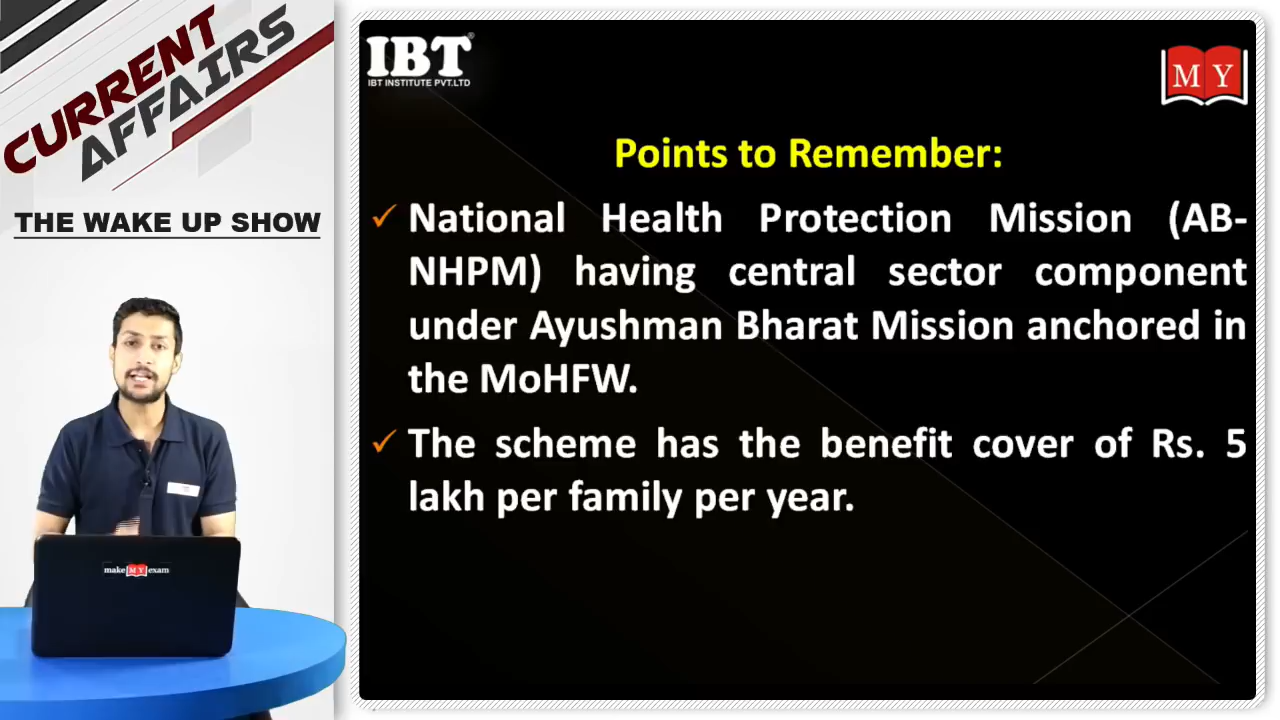 CURRENT
AFFAIRS
THE WAKE UP SHOW
make MY exam
IBT®
IBT INSTITUTE PVT.LTD
M Y
Points to Remember:
✓ National Health Protection Mission (AB-
NHPM) having central sector component
under Ayushman Bharat Mission anchored in
the MoHFW.
✓ The scheme has the benefit cover of Rs. 5
lakh per family per year.